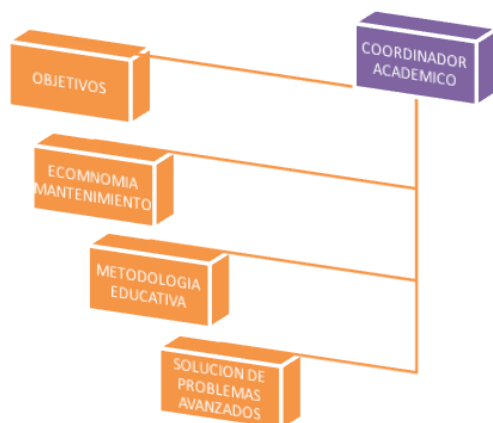 COORDINADOR
ACADEMICO
OBJETIVOS
ECOMNOMIA
MANTENIMIENTO
METODOLOGIA
EDUCATIVA
SOLUCION DE
PROBLEMAS
AVANZADOS